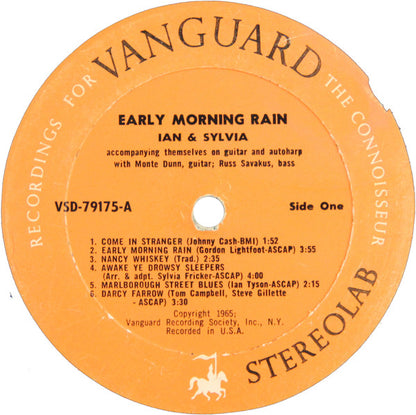 RECORDINGS FOR VANGUARD THE CONNOISSEUR
EARLY MORNING RAIN
IAN & SYLVIA
accompanying themselves on guitar and autoharp
with Monte Dunn, guitar; Russ Savakus, bass
VSD-79175-A
Side One
1. COME IN STRANGER (Johnny Cash-BMI) 1:52
2. EARLY MORNING RAIN (Gordon Lightfoot-ASCAP) 3:55
3. NANCY WHISKEY (Trad.) 2:35
4. AWAKE YE DROWSY SLEEPERS
(Arr. & adpt. Sylvia Fricker-ASCAP) 4:00
5. MARLBOROUGH STREET BLUES (Ian Tyson-ASCAP) 2:15
6. DARCY FARROW (Tom Campbell, Steve Gillette
-ASCAP) 3:30
Copyright 1965;
Vanguard Recording Society, Inc., N.Y.
Recorded in U.S.A.
STEREOLAB